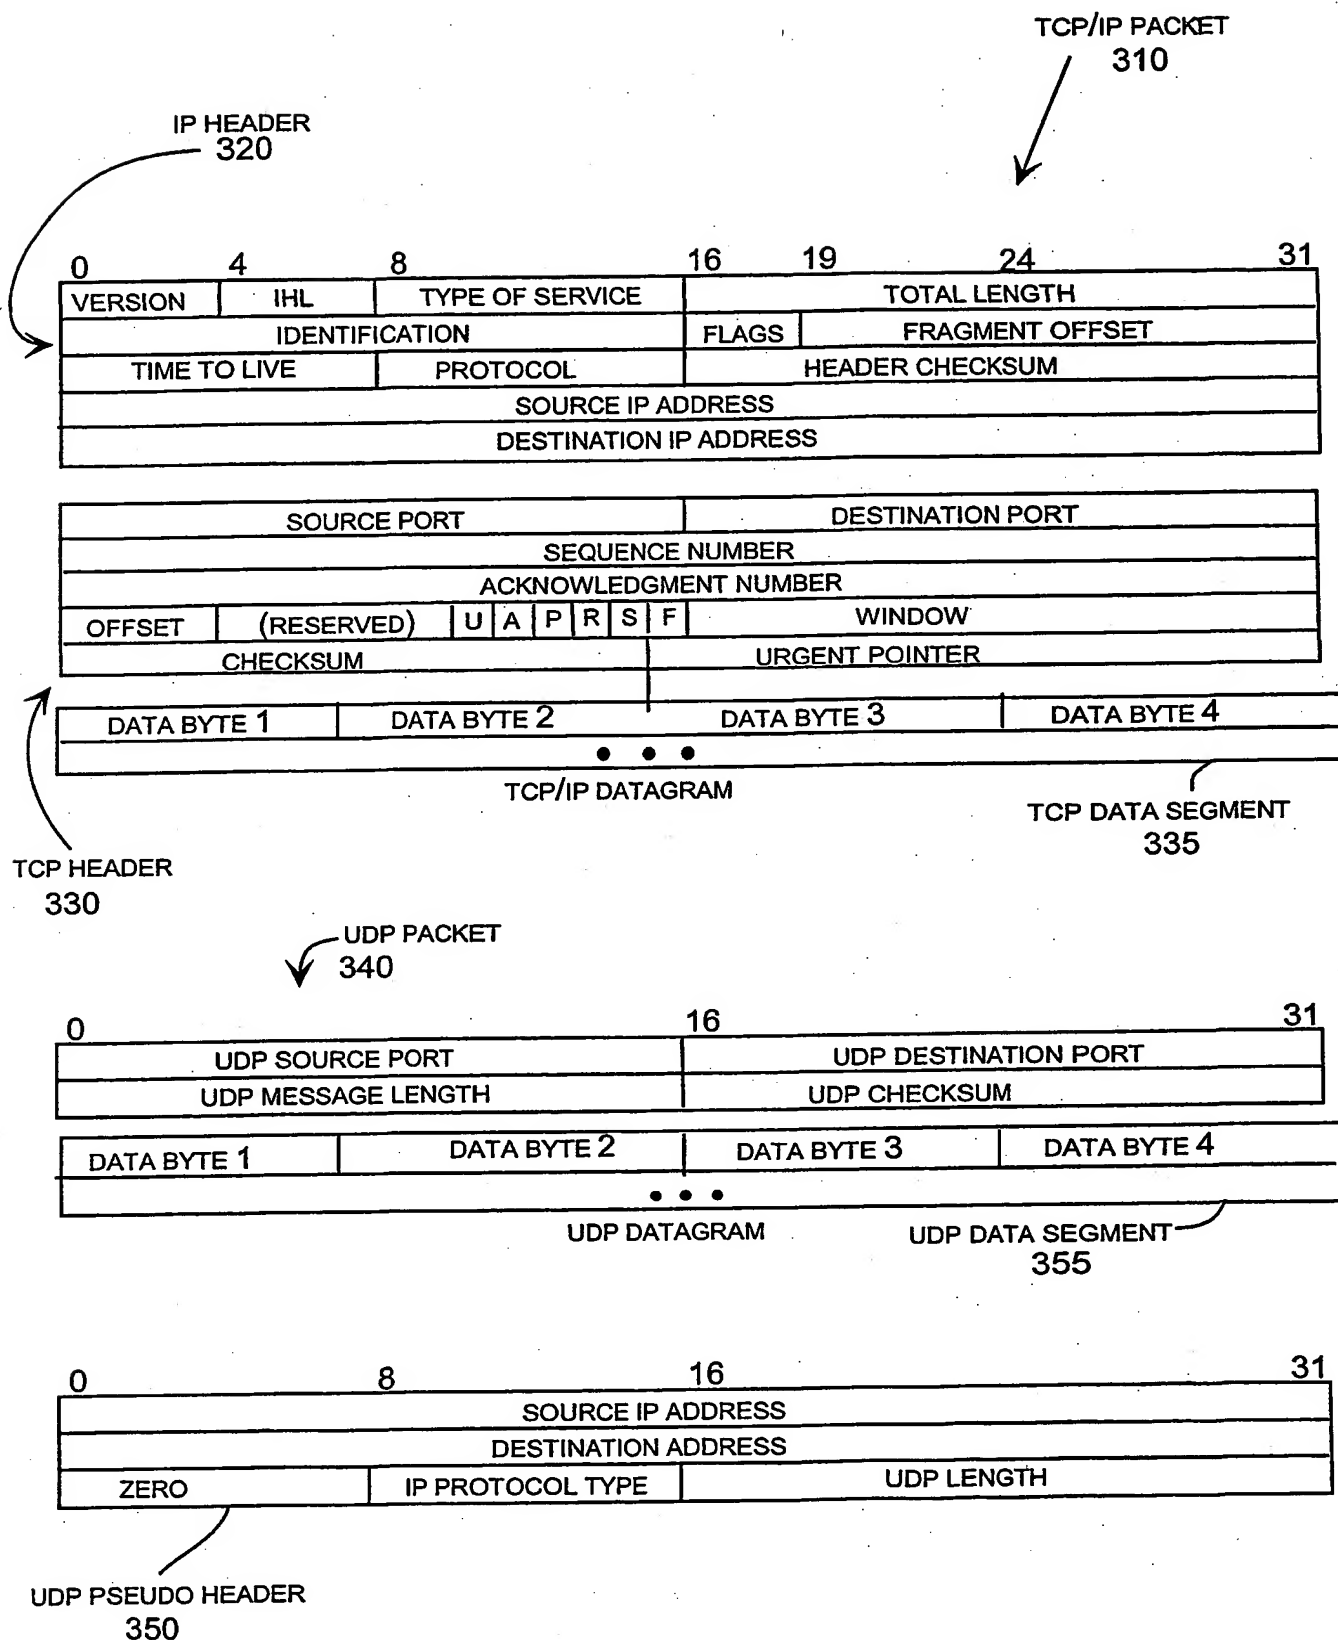 TCP/IP PACKET
310
IP HEADER
320
0 4 8 16 19 24 31
VERSION IHL TYPE OF SERVICE TOTAL LENGTH
IDENTIFICATION FLAGS FRAGMENT OFFSET
TIME TO LIVE PROTOCOL HEADER CHECKSUM
SOURCE IP ADDRESS
DESTINATION IP ADDRESS
SOURCE PORT DESTINATION PORT
SEQUENCE NUMBER
ACKNOWLEDGMENT NUMBER
OFFSET (RESERVED) U A P R S F WINDOW
CHECKSUM URGENT POINTER
DATA BYTE 1 DATA BYTE 2 DATA BYTE 3 DATA BYTE 4
• • •
TCP/IP DATAGRAM
TCP DATA SEGMENT
335
TCP HEADER
330
UDP PACKET
340
0 16 31
UDP SOURCE PORT UDP DESTINATION PORT
UDP MESSAGE LENGTH UDP CHECKSUM
DATA BYTE 1 DATA BYTE 2 DATA BYTE 3 DATA BYTE 4
• • •
UDP DATAGRAM UDP DATA SEGMENT
355
0 8 16 31
SOURCE IP ADDRESS
DESTINATION ADDRESS
ZERO IP PROTOCOL TYPE UDP LENGTH
UDP PSEUDO HEADER
350